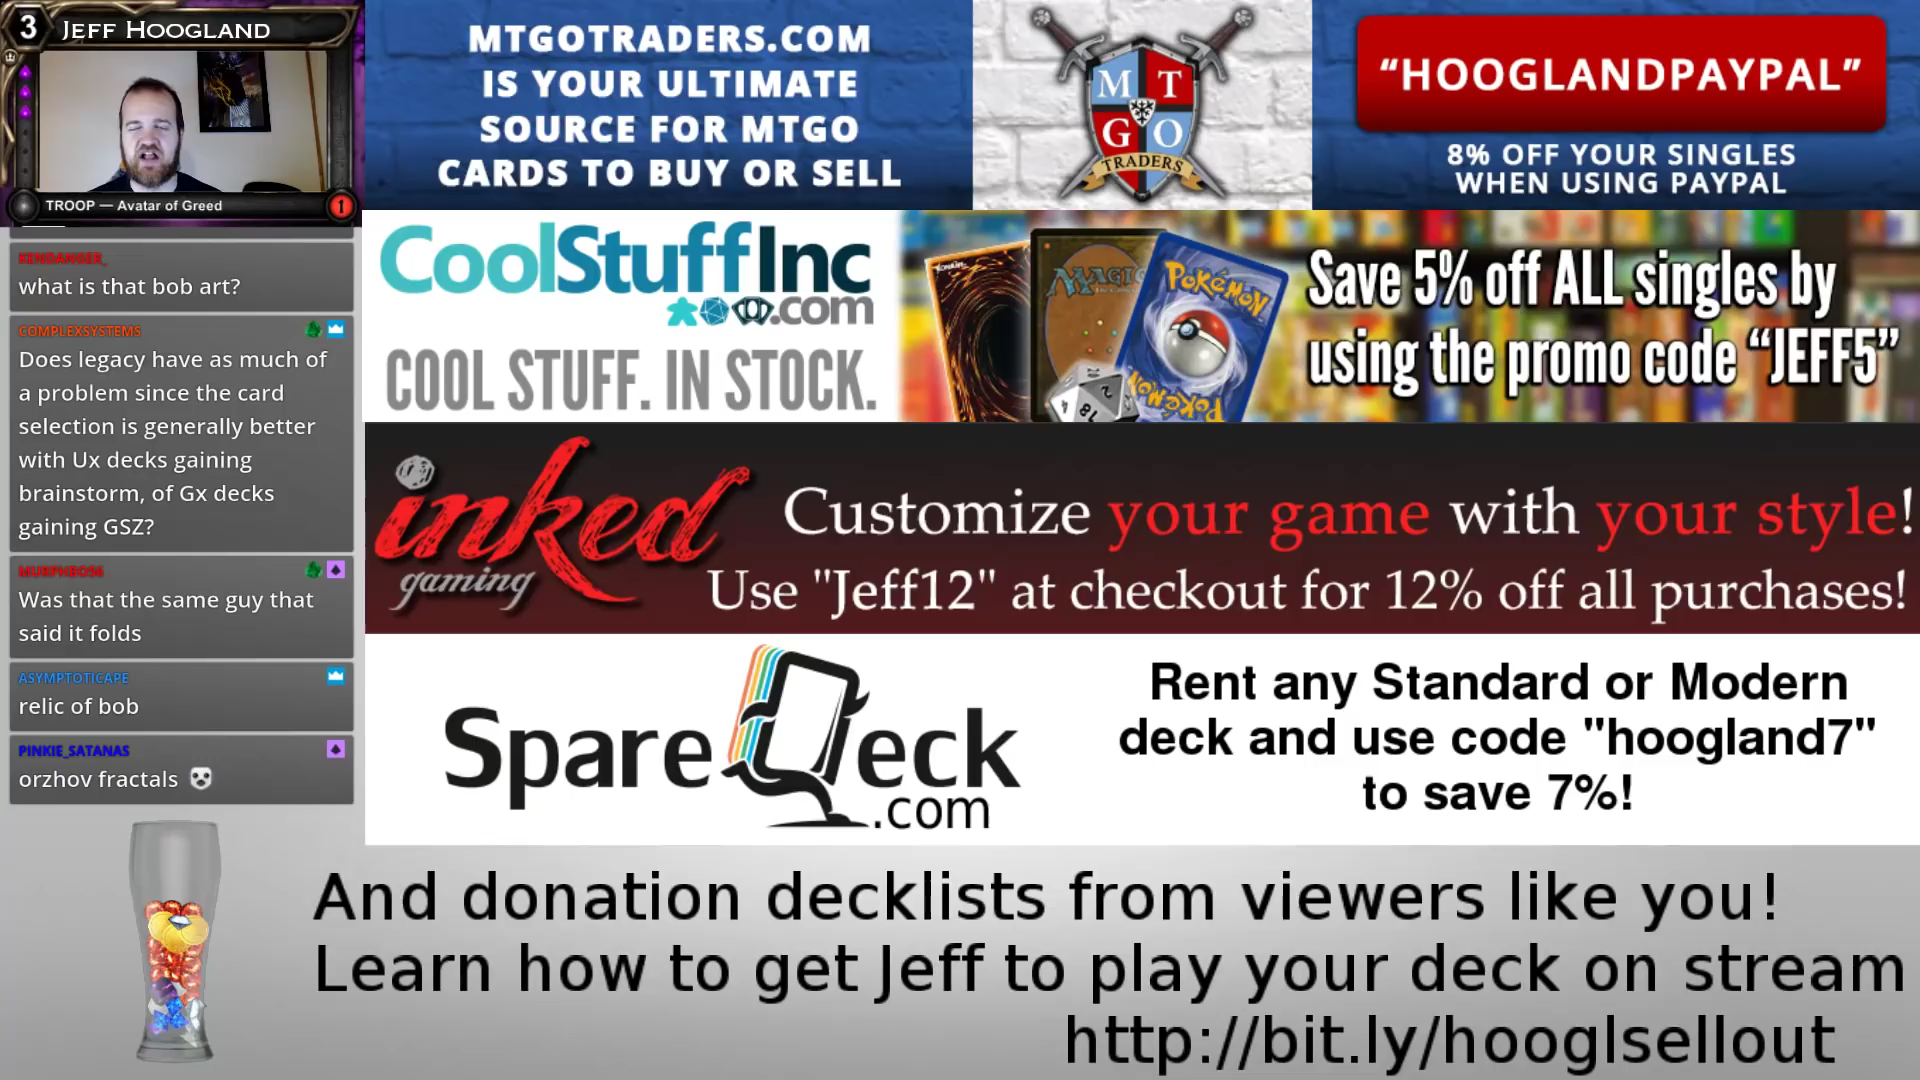 3 JEFF HOOGLAND
TROOP — Avatar of Greed
1
MTGOTRADERS.COM
IS YOUR ULTIMATE
SOURCE FOR MTGO
CARDS TO BUY OR SELL
M T
G O
TRADERS
“HOOGLANDPAYPAL”
8% OFF YOUR SINGLES
WHEN USING PAYPAL
CoolStuffInc
.com
COOL STUFF. IN STOCK.
KONAMI
MAGIC
POKéMON
Save 5% off ALL singles by
using the promo code “JEFF5”
inked
gaming
Customize your game with your style!
Use "Jeff12" at checkout for 12% off all purchases!
SpareDeck
.com
Rent any Standard or Modern
deck and use code "hoogland7"
to save 7%!
what is that bob art?
COMPLEXSYSTEMS
Does legacy have as much of
a problem since the card
selection is generally better
with Ux decks gaining
brainstorm, of Gx decks
gaining GSZ?
Was that the same guy that
said it folds
ASYMPTOTICAPE
relic of bob
PINKIE_SATANAS
orzhov fractals
And donation decklists from viewers like you!
Learn how to get Jeff to play your deck on stream
http://bit.ly/hooglsellout